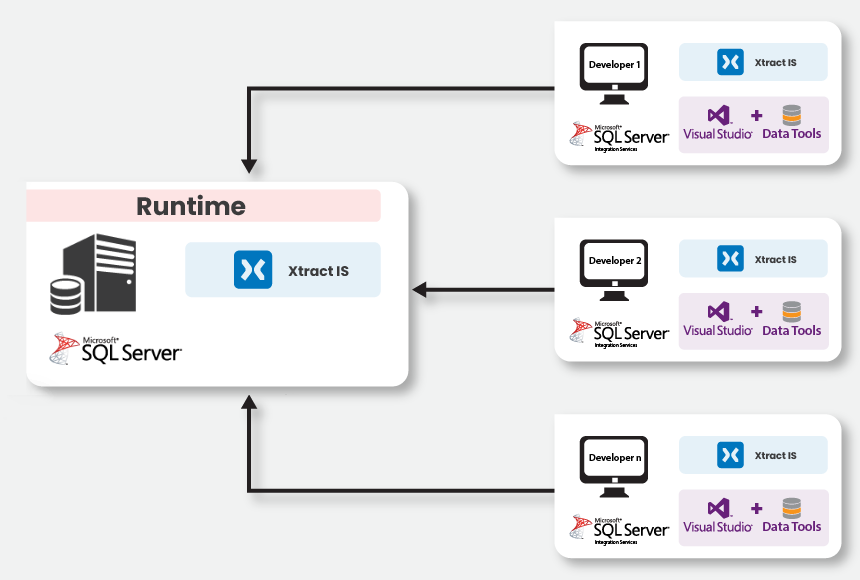 Developer 1
Xtract IS
Microsoft®
SQL Server®
Integration Services
Visual Studio®
+
Data Tools
Runtime
Xtract IS
Microsoft®
SQL Server®
Developer 2
Xtract IS
Microsoft®
SQL Server®
Integration Services
Visual Studio®
+
Data Tools
Developer n
Xtract IS
Microsoft®
SQL Server®
Integration Services
Visual Studio®
+
Data Tools